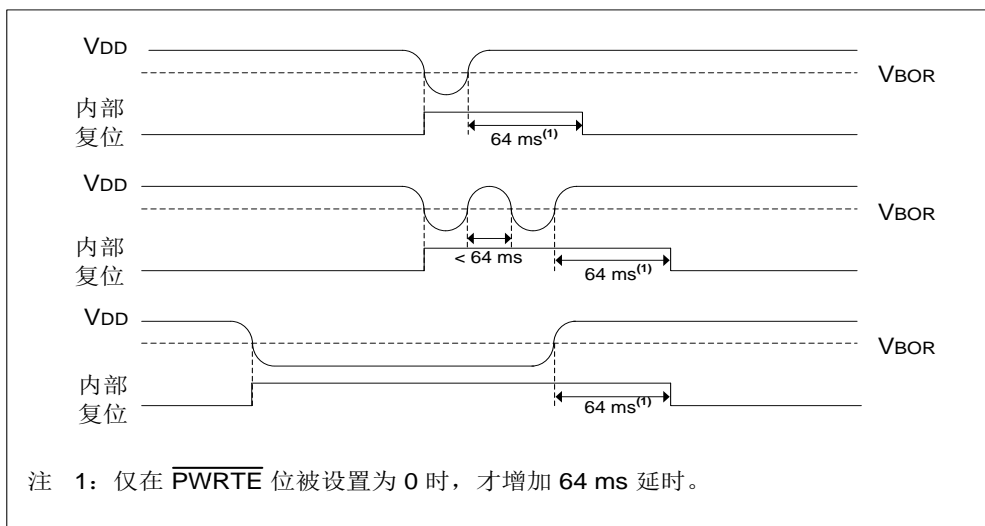 VDD
VBOR
内部
复位
64 ms(1)
VDD
VBOR
内部
复位
< 64 ms
64 ms(1)
VDD
VBOR
内部
复位
64 ms(1)
注 1：仅在 PWRTE 位被设置为 0 时，才增加 64 ms 延时。